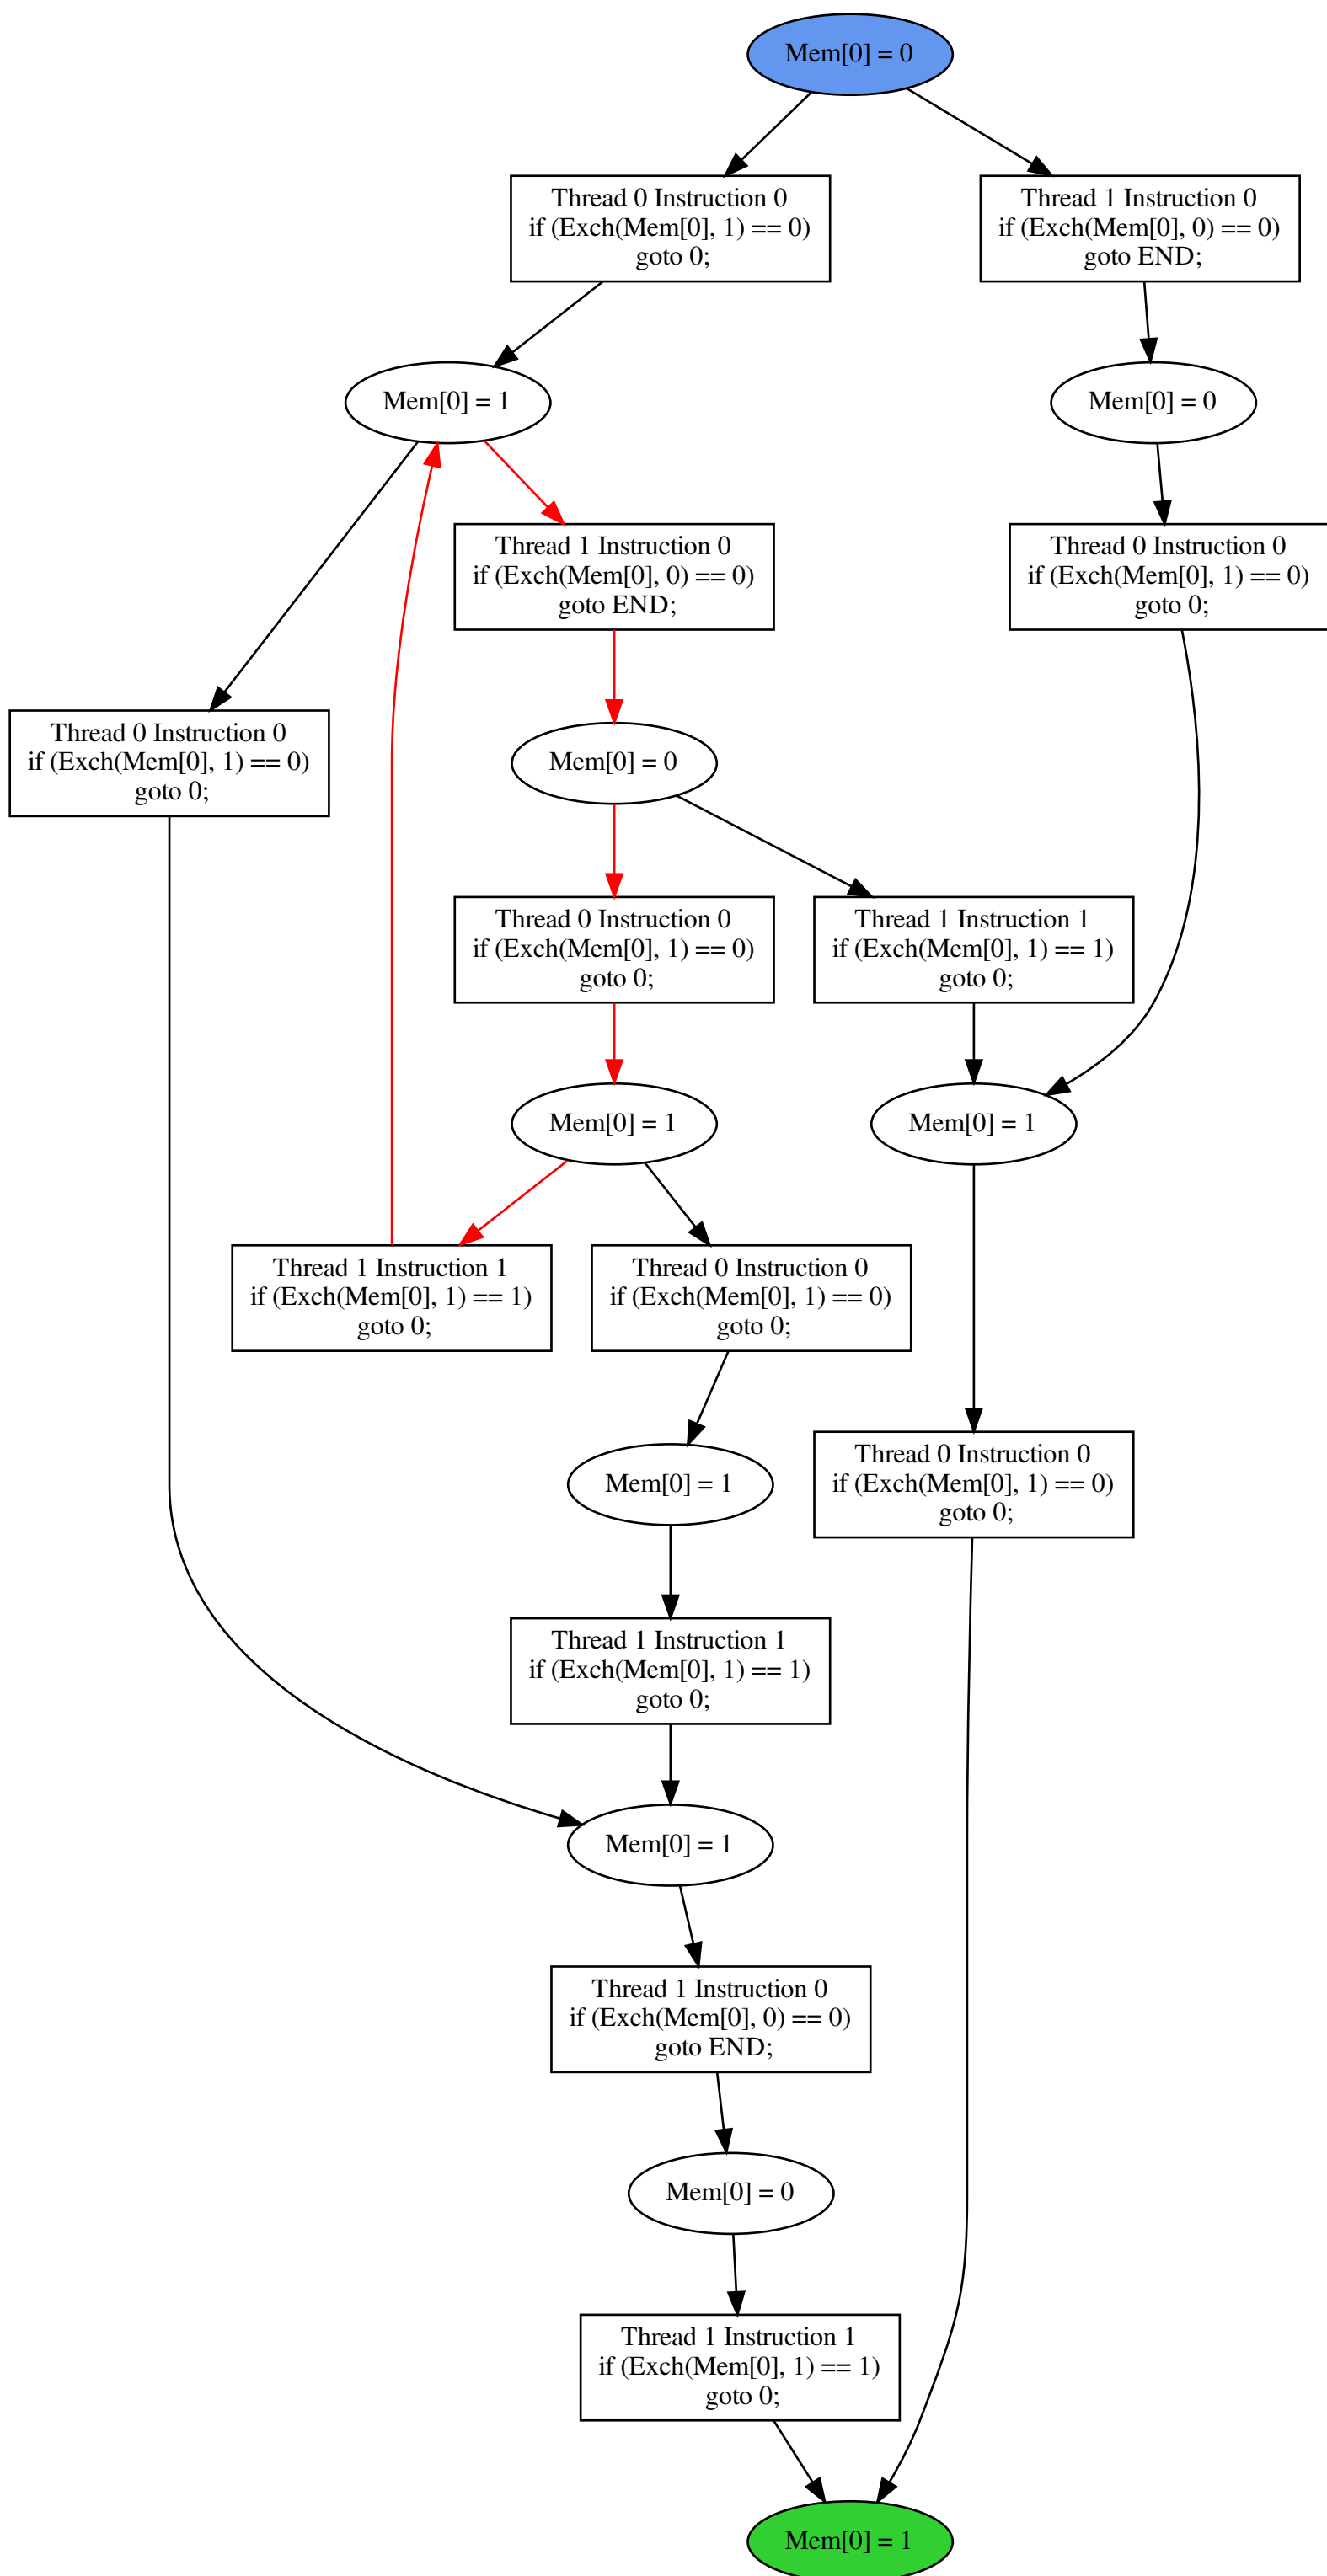 Mem[0] = 0
Thread 0 Instruction 0
if (Exch(Mem[0], 1) == 0)
goto 0;
Thread 1 Instruction 0
if (Exch(Mem[0], 0) == 0)
goto END;
Mem[0] = 1
Mem[0] = 0
Thread 1 Instruction 0
if (Exch(Mem[0], 0) == 0)
goto END;
Thread 0 Instruction 0
if (Exch(Mem[0], 1) == 0)
goto 0;
Thread 0 Instruction 0
if (Exch(Mem[0], 1) == 0)
goto 0;
Mem[0] = 0
Thread 0 Instruction 0
if (Exch(Mem[0], 1) == 0)
goto 0;
Thread 1 Instruction 1
if (Exch(Mem[0], 1) == 1)
goto 0;
Mem[0] = 1
Mem[0] = 1
Thread 1 Instruction 1
if (Exch(Mem[0], 1) == 1)
goto 0;
Thread 0 Instruction 0
if (Exch(Mem[0], 1) == 0)
goto 0;
Mem[0] = 1
Thread 0 Instruction 0
if (Exch(Mem[0], 1) == 0)
goto 0;
Thread 1 Instruction 1
if (Exch(Mem[0], 1) == 1)
goto 0;
Mem[0] = 1
Thread 1 Instruction 0
if (Exch(Mem[0], 0) == 0)
goto END;
Mem[0] = 0
Thread 1 Instruction 1
if (Exch(Mem[0], 1) == 1)
goto 0;
Mem[0] = 1